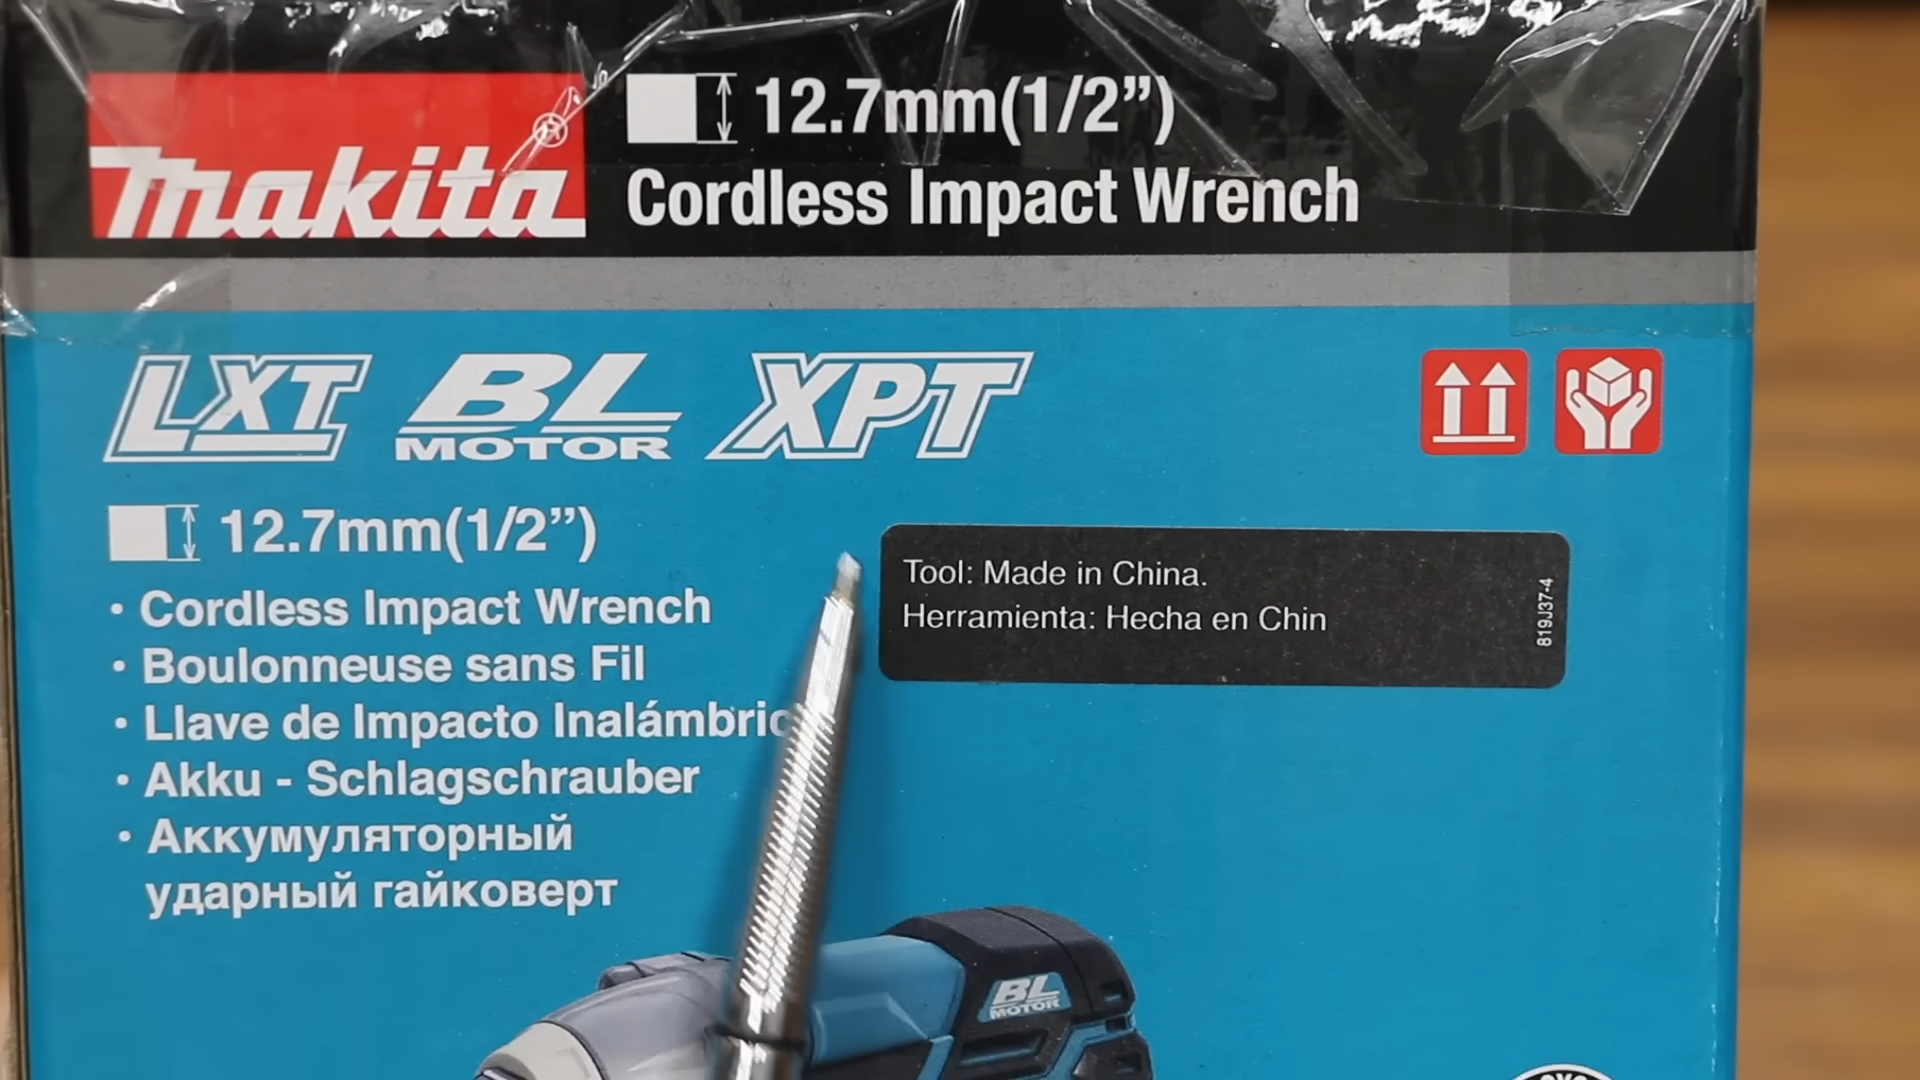 makita
12.7mm(1/2”)
Cordless Impact Wrench
LXT BL MOTOR XPT
12.7mm(1/2”)
• Cordless Impact Wrench
• Boulonneuse sans Fil
• Llave de Impacto Inalámbric
• Akku - Schlagschrauber
• Аккумуляторный
ударный гайковерт
Tool: Made in China.
Herramienta: Hecha en Chin
819J37-4
BL
MOTOR